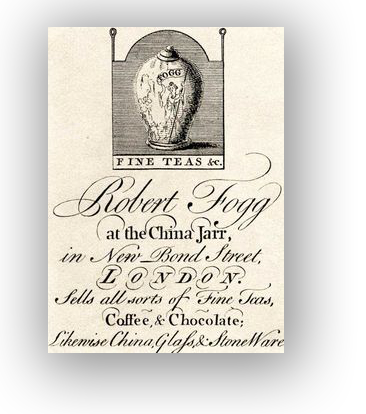 FOGG
FINE TEAS &c.
Robert Fogg
at the China Jarr,
in New Bond Street,
LONDON.
Sells all sorts of Fine Teas,
Coffee, & Chocolate;
Likewise China, Glass, & Stone Ware